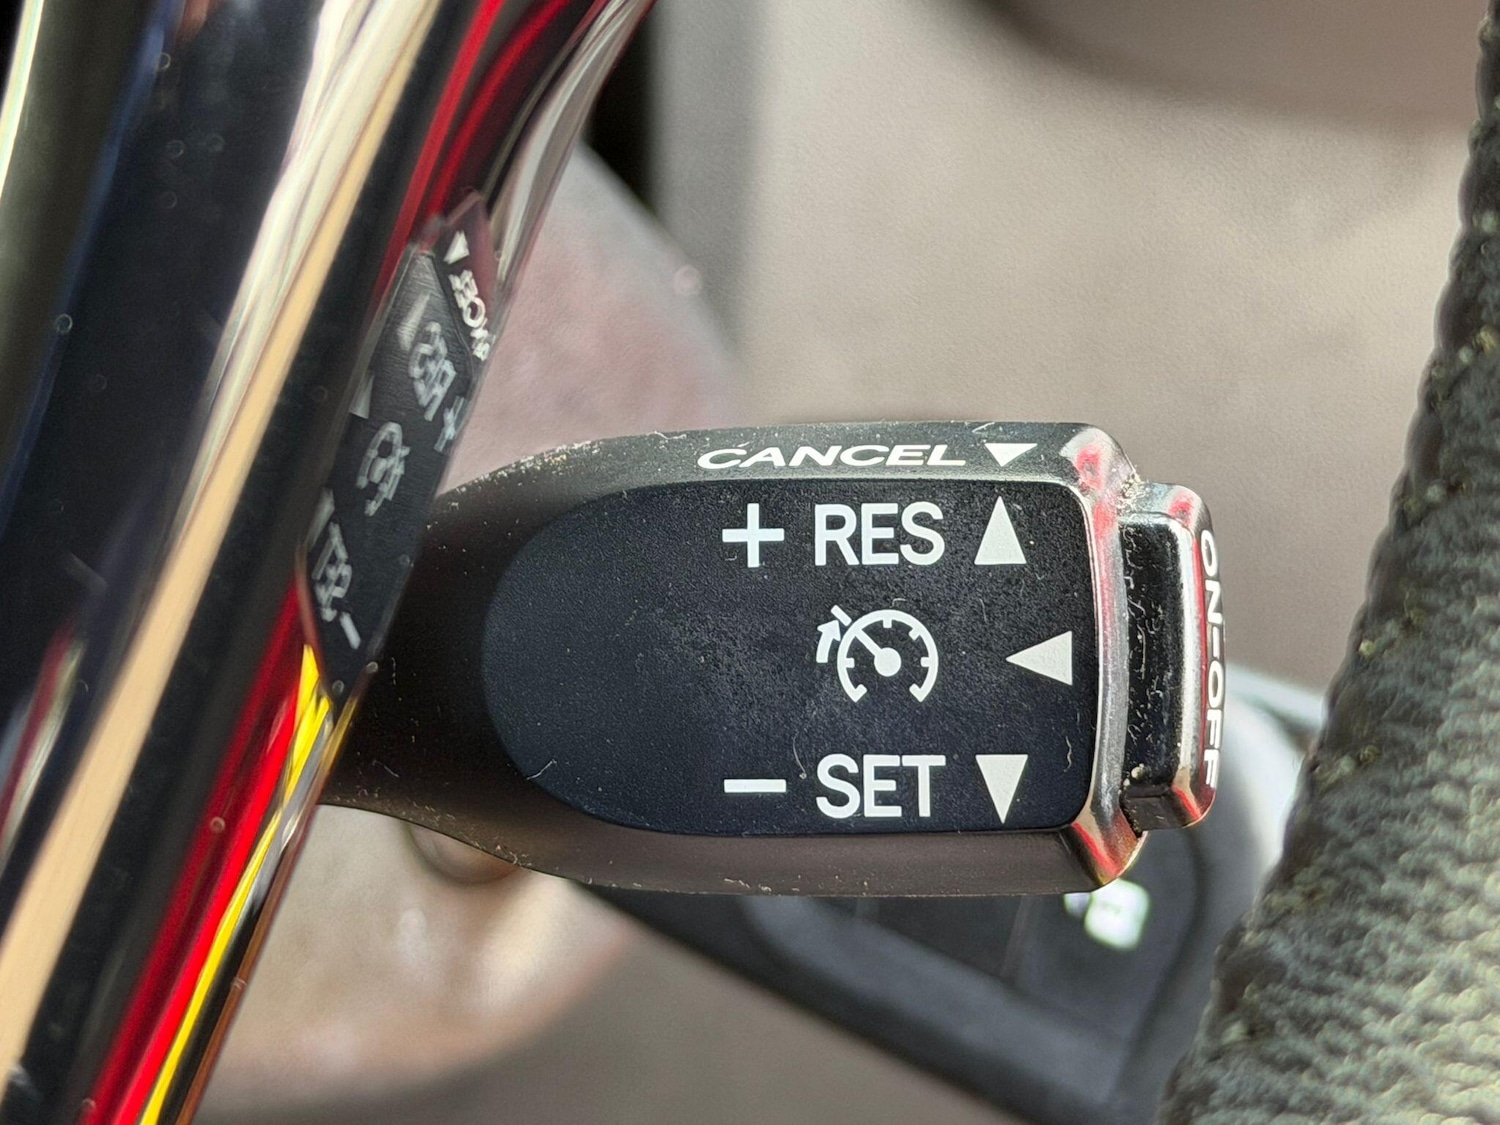 CANCEL ▼
+ RES ▲
◀
− SET ▼
ON-OFF